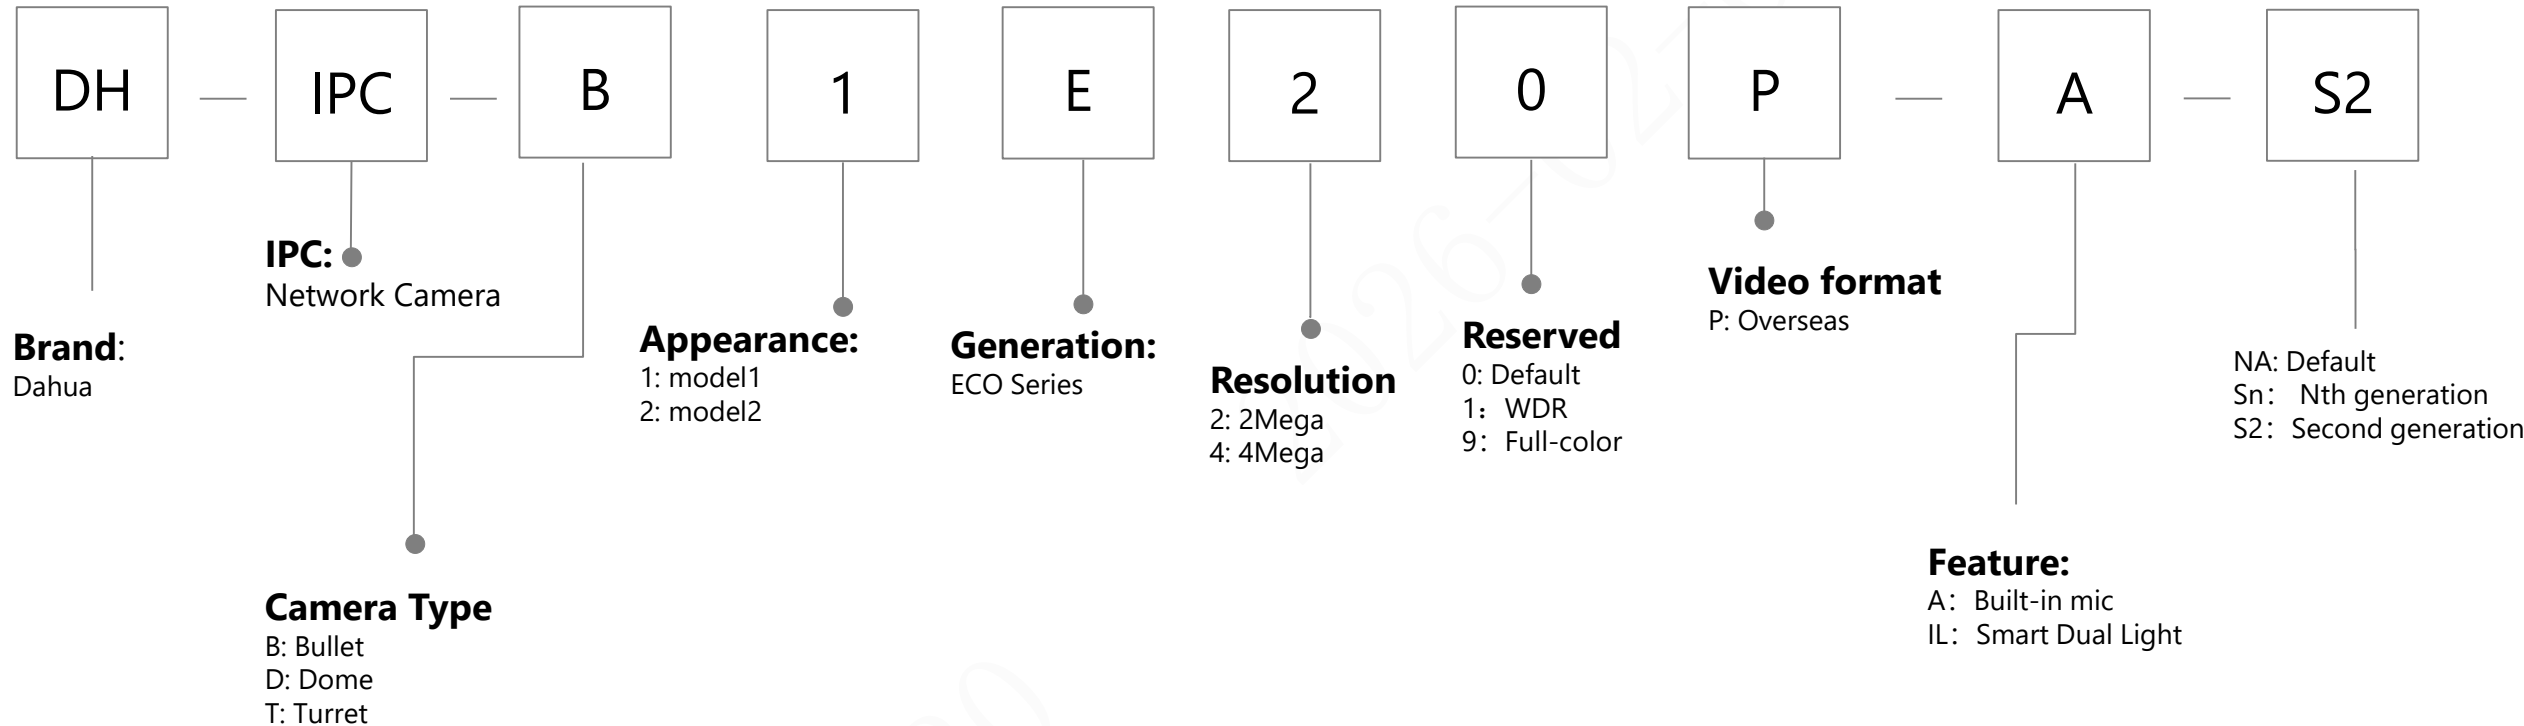 DH — IPC — B 1 E 2 0 P — A — S2
Brand:
Dahua
IPC:
Network Camera
Camera Type
B: Bullet
D: Dome
T: Turret
Appearance:
1: model1
2: model2
Generation:
ECO Series
Resolution
2: 2Mega
4: 4Mega
Reserved
0: Default
1：WDR
9：Full-color
Video format
P: Overseas
Feature:
A：Built-in mic
IL：Smart Dual Light
NA: Default
Sn： Nth generation
S2：Second generation